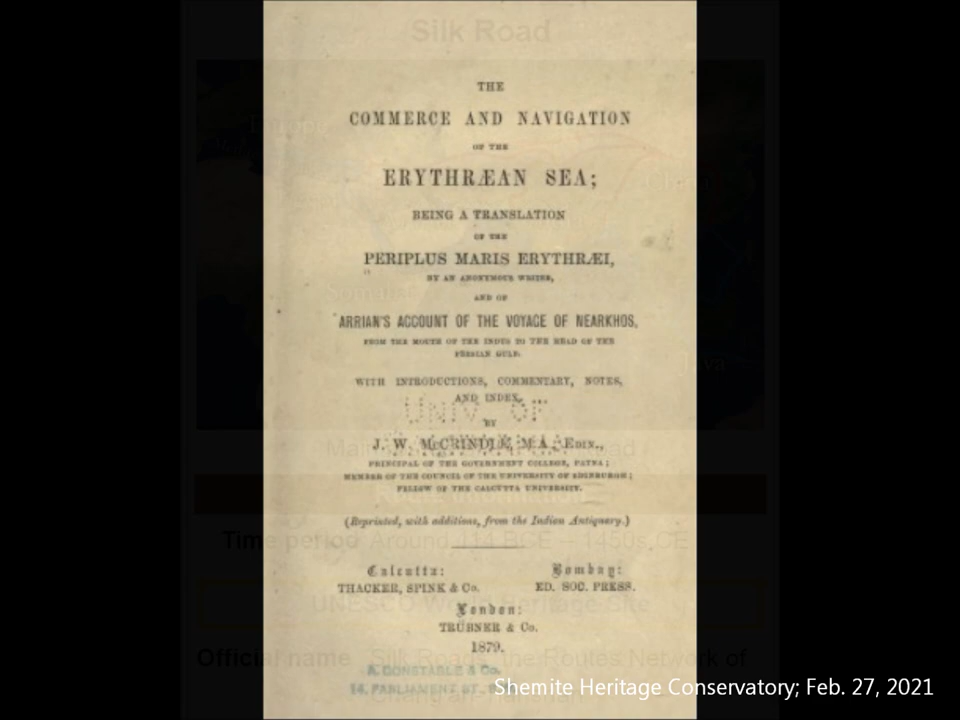 Silk Road
THE
COMMERCE AND NAVIGATION
OF THE
ERYTHRÆAN SEA;
BEING A TRANSLATION
OF THE
PERIPLUS MARIS ERYTHRÆI,
BY AN ANONYMOUS WRITER,
AND OF
ARRIAN'S ACCOUNT OF THE VOYAGE OF NEARKHOS,
FROM THE MOUTH OF THE INDUS TO THE HEAD OF THE
PERSIAN GULF.
WITH INTRODUCTIONS, COMMENTARY, NOTES,
AND INDEX,
UNIV. OF
BY
J. W. McCRINDLE, M.A., EDIN.,
PRINCIPAL OF THE GOVERNMENT COLLEGE, PATNA;
MEMBER OF THE COUNCIL OF THE UNIVERSITY OF EDINBURGH;
FELLOW OF THE CALCUTTA UNIVERSITY.
(Reprinted, with additions, from the Indian Antiquary.)
Time period Around 114 BCE – 1450s CE
Calcutta: Bombay:
THACKER, SPINK & Co. ED. SOC. PRESS.
UNESCO World Heritage Site
London:
TRÜBNER & Co.
1879.
Official name Silk Roads: the Routes Network of
A. CONSTABLE & Co.
14, PARLIAMENT ST.
Shemite Heritage Conservatory; Feb. 27, 2021